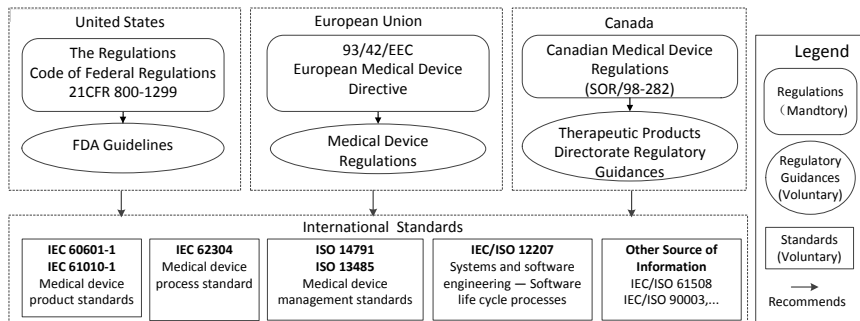 United States
The Regulations
Code of Federal Regulations
21CFR 800-1299
FDA Guidelines
European Union
93/42/EEC
European Medical Device
Directive
Medical Device
Regulations
Canada
Canadian Medical Device
Regulations
(SOR/98-282)
Therapeutic Products
Directorate Regulatory
Guidances
International Standards
IEC 60601-1
IEC 61010-1
Medical device
product standards
IEC 62304
Medical device
process standard
ISO 14791
ISO 13485
Medical device
management standards
IEC/ISO 12207
Systems and software
engineering — Software
life cycle processes
Other Source of
Information
IEC/ISO 61508
IEC/ISO 90003,...
Legend
Regulations
（Mandtory)
Regulatory
Guidances
(Voluntary)
Standards
(Voluntary)
Recommends